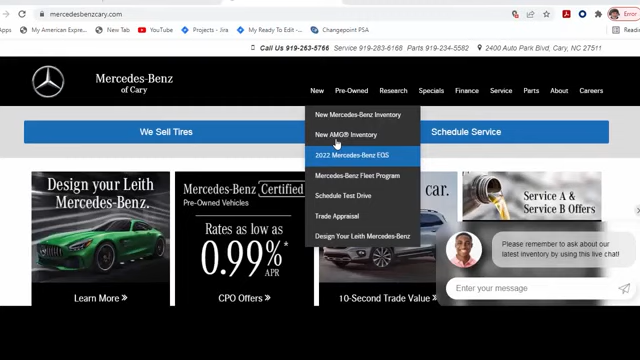 mercedesbenzcary.com
Error
Apps
My American Expre...
New Tab
YouTube
Projects - Jira
My Ready To Edit -...
Changepoint PSA
Call Us 919-263-5766 Service 919-283-6168 Parts 919-234-5582 2400 Auto Park Blvd, Cary, NC 27511
Mercedes-Benz
of Cary
New Pre-Owned Research Specials Finance Service Parts About Careers
New Mercedes-Benz Inventory
New AMG® Inventory
2022 Mercedes-Benz EQS
Mercedes-Benz Fleet Program
Schedule Test Drive
Trade Appraisal
Design Your Leith Mercedes-Benz
We Sell Tires
Schedule Service
Design your Leith
Mercedes-Benz.
Learn More »
Mercedes-Benz Certified
Pre-Owned Vehicles
Rates as low as
0.99%*
APR
CPO Offers »
car.
10-Second Trade Value »
Service A &
Service B Offers
Please remember to ask about our
latest inventory by using this live chat!
Enter your message